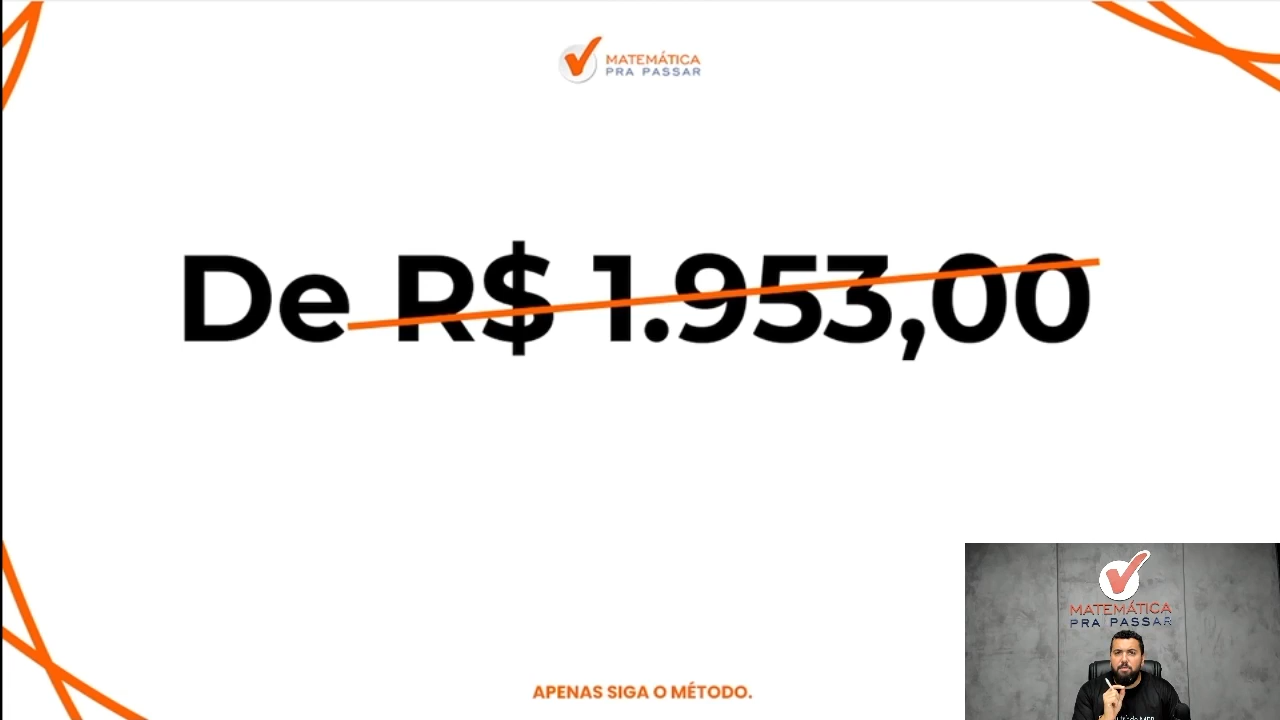 MATEMÁTICA
PRA PASSAR
De R$ 1.953,00
MATEMÁTICA
PRA PASSAR
APENAS SIGA O MÉTODO.